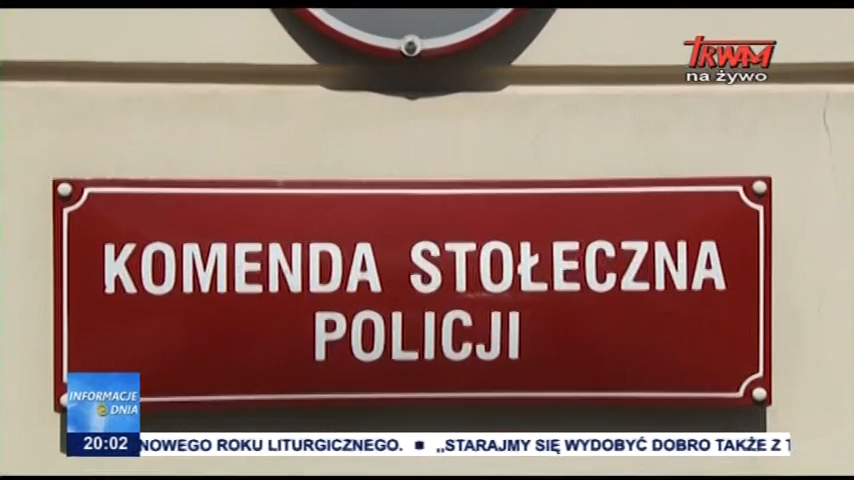 TRWAM
na żywo
KOMENDA STOŁECZNA
POLICJI
INFORMACJE
DNIA
20:02
NOWEGO ROKU LITURGICZNEGO. ■ „STARAJMY SIĘ WYDOBYĆ DOBRO TAKŻE Z